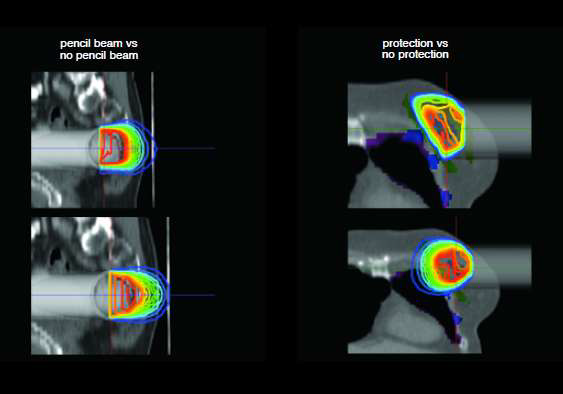 pencil beam vs
no pencil beam
protection vs
no protection